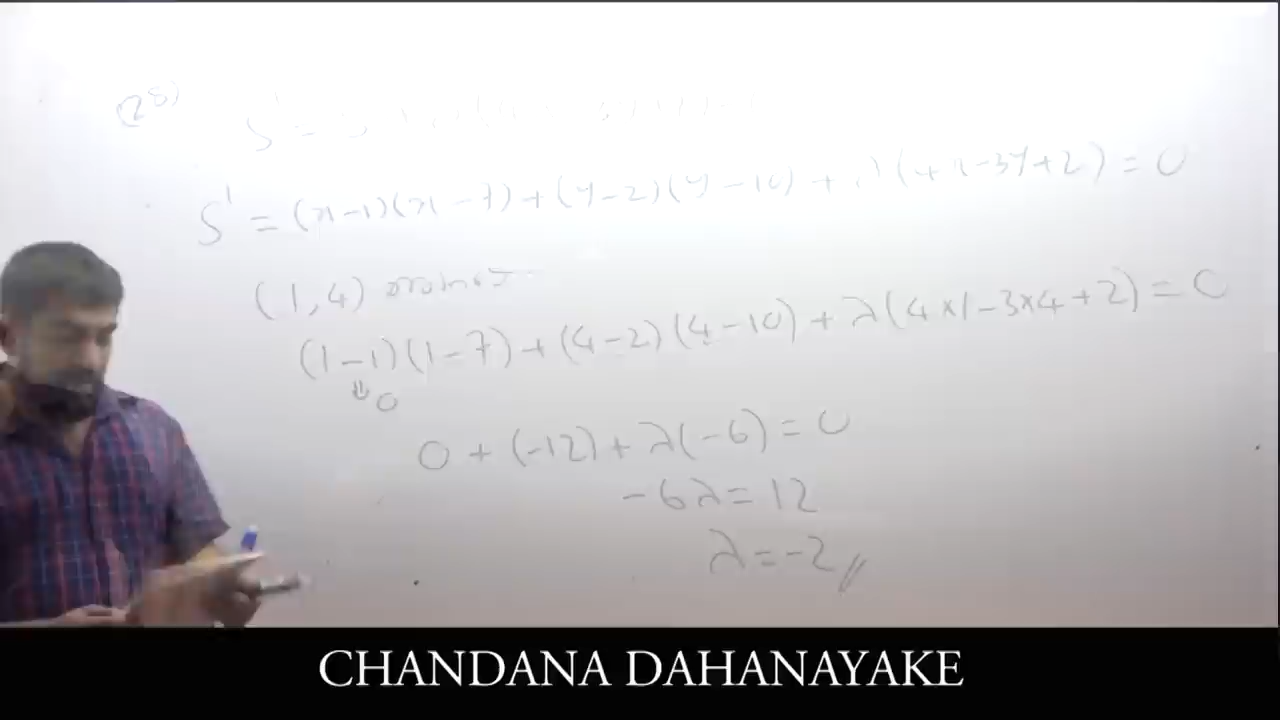 28)
S' =
S' = (x-1)(x-7)+(y-2)(y-10)+λ(4x-3y+2)=0
(1,4)
(1-1)(1-7)+(4-2)(4-10)+λ(4×1-3×4+2)=0
⇓0
0+(-12)+λ(-6)=0
-6λ=12
λ=-2//
CHANDANA DAHANAYAKE